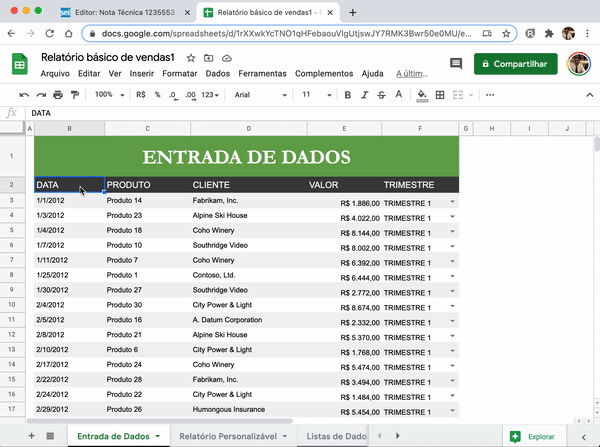 Editor: Nota Técnica 1235553 -
Relatório básico de vendas1 -
docs.google.com/spreadsheets/d/1rXXwkYcTNO1qHFebaouVlgUtjswJY7RMK3Bwr50e0MU/e...
Relatório básico de vendas1
Arquivo Editar Ver Inserir Formatar Dados Ferramentas Complementos Ajuda A últim...
Compartilhar
100% R$ % .0 .00 123 Arial 11 B I S A
fx DATA
A B C D E F G H I J
1 ENTRADA DE DADOS
2 DATA PRODUTO CLIENTE VALOR TRIMESTRE
3 1/1/2012 Produto 14 Fabrikam, Inc. R$ 1.886,00 TRIMESTRE 1
4 1/3/2012 Produto 23 Alpine Ski House R$ 4.022,00 TRIMESTRE 1
5 1/4/2012 Produto 18 Coho Winery R$ 8.144,00 TRIMESTRE 1
6 1/7/2012 Produto 10 Southridge Video R$ 8.002,00 TRIMESTRE 1
7 1/11/2012 Produto 7 Coho Winery R$ 6.392,00 TRIMESTRE 1
8 1/25/2012 Produto 1 Contoso, Ltd. R$ 6.444,00 TRIMESTRE 1
9 1/30/2012 Produto 27 Southridge Video R$ 2.772,00 TRIMESTRE 1
10 2/4/2012 Produto 30 City Power & Light R$ 8.674,00 TRIMESTRE 1
11 2/5/2012 Produto 16 A. Datum Corporation R$ 2.332,00 TRIMESTRE 1
12 2/8/2012 Produto 21 Alpine Ski House R$ 5.370,00 TRIMESTRE 1
13 2/10/2012 Produto 6 City Power & Light R$ 1.768,00 TRIMESTRE 1
14 2/17/2012 Produto 24 Coho Winery R$ 5.474,00 TRIMESTRE 1
15 2/22/2012 Produto 28 Fabrikam, Inc. R$ 3.494,00 TRIMESTRE 1
16 2/24/2012 Produto 22 City Power & Light R$ 1.484,00 TRIMESTRE 1
17 2/29/2012 Produto 26 Humongous Insurance R$ 5.454,00 TRIMESTRE 1
Entrada de Dados Relatório Personalizável Listas de Dado Explorar